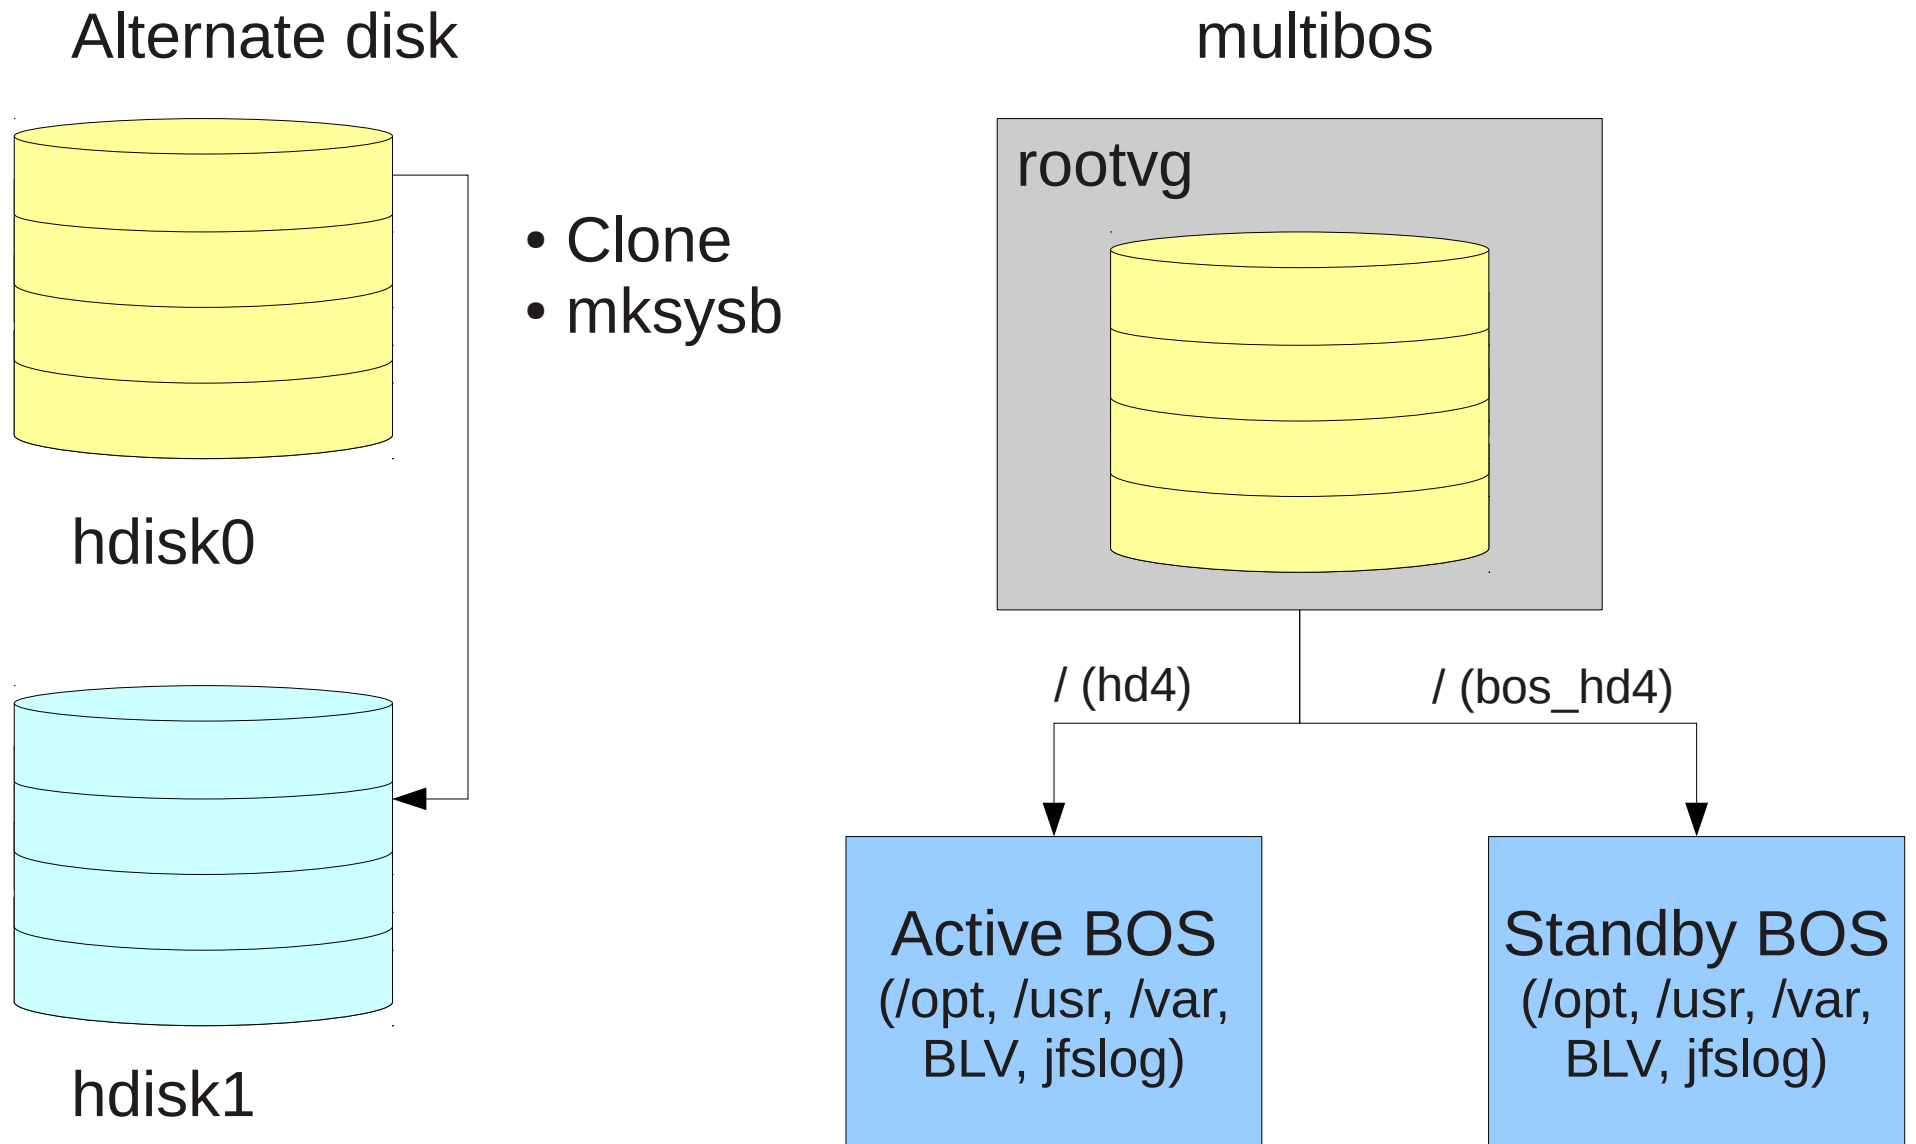 Alternate disk
• Clone
• mksysb
hdisk0
hdisk1
multibos
rootvg
/ (hd4)
/ (bos_hd4)
Active BOS
(/opt, /usr, /var,
BLV, jfslog)
Standby BOS
(/opt, /usr, /var,
BLV, jfslog)